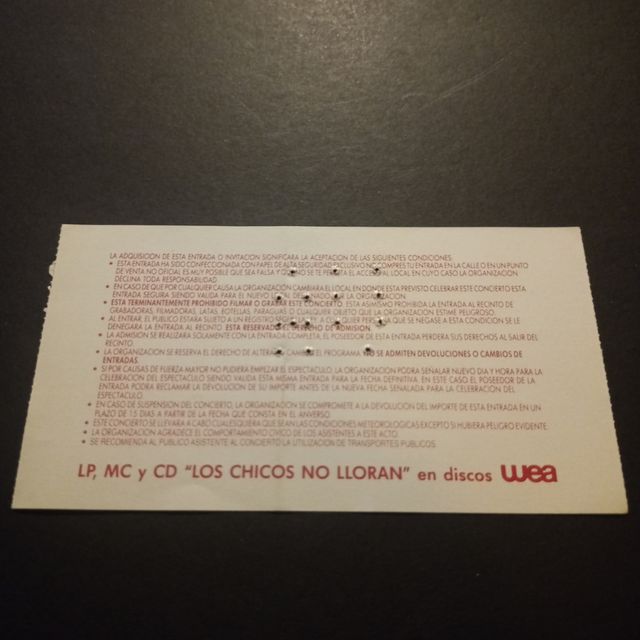 LA ADQUISICION DE ESTA ENTRADA O INVITACION SIGNIFICARA LA ACEPTACION DE LAS SIGUIENTES CONDICIONES:
• ESTA ENTRADA HA SIDO CONFECCIONADA CON PAPEL DE ALTA SEGURIDAD EXCLUSIVO NO COMPRES TU ENTRADA EN LA CALLE O EN UN PUNTO
DE VENTA NO OFICIAL ES MUY POSIBLE QUE SEA FALSA Y QUE NO SE TE PERMITA EL ACCESO AL LOCAL EN CUYO CASO LA ORGANIZACION
DECLINA TODA RESPONSABILIDAD
• EN CASO DE QUE POR CUALQUIER CAUSA LA ORGANIZACION CAMBIARA EL LOCAL EN DONDE ESTA PREVISTO CELEBRAR ESTE CONCIERTO ESTA
ENTRADA SEGUIRA SIENDO VALIDA PARA EL NUEVO LOCAL DESIGNADO POR LA ORGANIZACION.
• ESTA TERMINANTEMENTE PROHIBIDO FILMAR O GRABAR ESTE CONCIERTO. ESTA ASIMISMO PROHIBIDA LA ENTRADA AL RECINTO DE
GRABADORAS, FILMADORAS, LATAS, BOTELLAS, PARAGUAS O CUALQUIER OBJETO QUE LA ORGANIZACION ESTIME PELIGROSO.
• AL ENTRAR, EL PUBLICO ESTARA SUJETO A UN REGISTRO SEGUN LA LEY. A CUALQUIER PERSONA QUE SE NEGASE A ESTA CONDICION SE LE
DENEGARA LA ENTRADA AL RECINTO. ESTA RESERVADO EL DERECHO DE ADMISION.
• LA ADMISION SE REALIZARA SOLAMENTE CON LA ENTRADA COMPLETA, EL POSEEDOR DE ESTA ENTRADA PERDERA SUS DERECHOS AL SALIR DEL
RECINTO.
• LA ORGANIZACION SE RESERVA EL DERECHO DE ALTERAR O CAMBIAR EL PROGRAMA. NO SE ADMITEN DEVOLUCIONES O CAMBIOS DE
ENTRADAS.
• SI POR CAUSAS DE FUERZA MAYOR NO PUDIERA EMPEZAR EL ESPECTACULO, LA ORGANIZACION PODRA SEÑALAR NUEVO DIA Y HORA PARA LA
CELEBRACION DEL ESPECTACULO SIENDO VALIDA ESTA MISMA ENTRADA PARA LA FECHA DEFINITIVA. EN ESTE CASO EL POSEEDOR DE LA
ENTRADA PODRA RECLAMAR LA DEVOLUCION DE SU IMPORTE ANTES DE LA NUEVA FECHA SEÑALADA PARA LA CELEBRACION DEL
ESPECTACULO
• EN CASO DE SUSPENSION DEL CONCIERTO, LA ORGANIZACION SE COMPROMETE A LA DEVOLUCION DEL IMPORTE DE ESTA ENTRADA EN UN
PLAZO DE 15 DIAS A PARTIR DE LA FECHA QUE CONSTA EN EL ANVERSO.
• ESTE CONCIERTO SE LLEVARA A CABO CUALESQUIERA QUE SEAN LAS CONDICIONES METEOROLOGICAS EXCEPTO SI HUBIERA PELIGRO EVIDENTE.
• LA ORGANIZACION AGRADECE EL COMPORTAMIENTO CIVICO DE LOS ASISTENTES A ESTE ACTO.
• SE RECOMIENDA AL PUBLICO ASISTENTE AL CONCIERTO LA UTILIZACION DE TRANSPORTES PUBLICOS.
LP, MC y CD "LOS CHICOS NO LLORAN" en discos wea